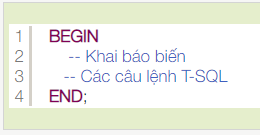 1 BEGIN
2 -- Khai báo biến
3 -- Các câu lệnh T-SQL
4 END;